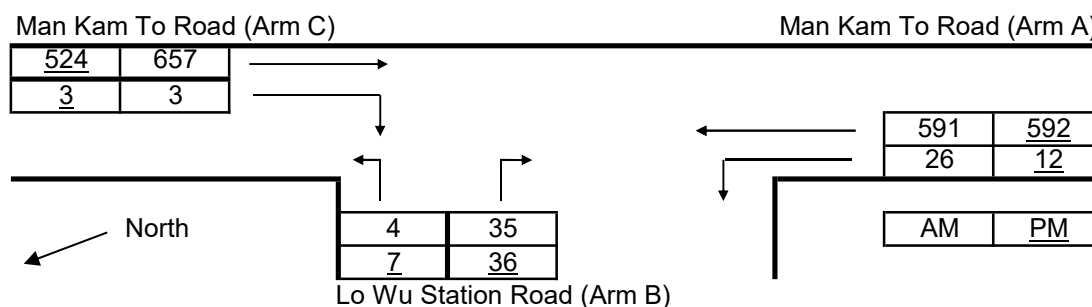 Man Kam To Road (Arm C) Man Kam To Road (Arm A)
524 657
3 3
591 592
26 12
North
4 35
AM PM
7 36
Lo Wu Station Road (Arm B)